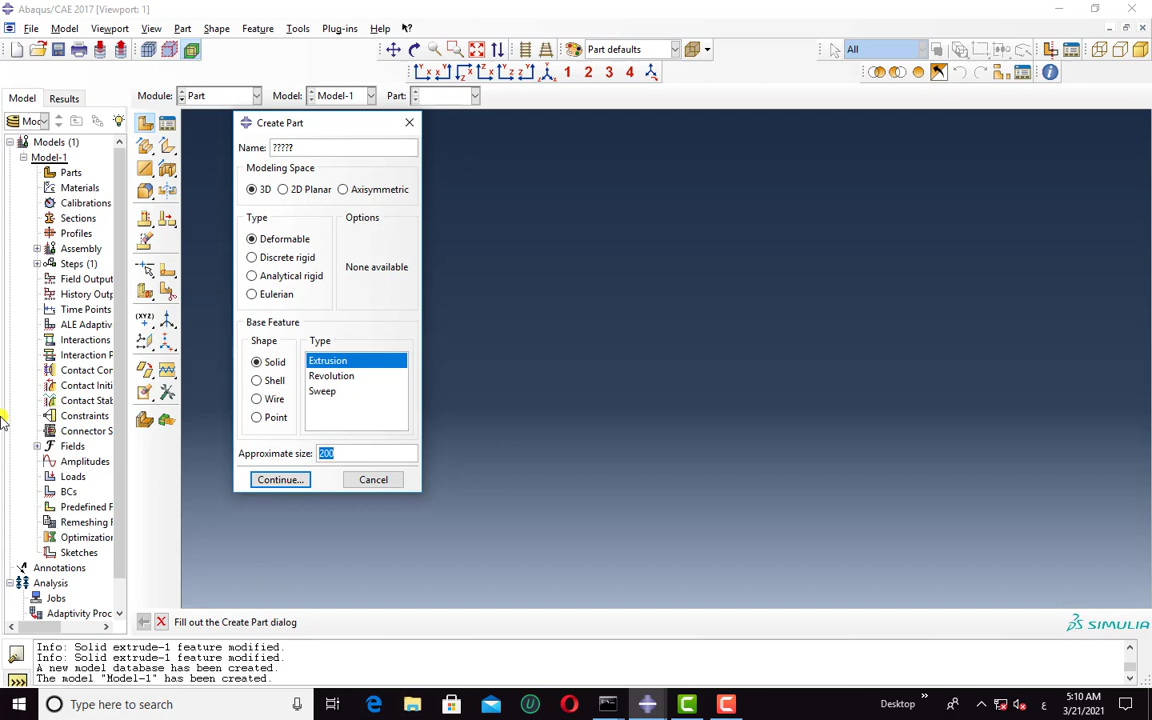 Abaqus/CAE 2017 [Viewport: 1]
File Model Viewport View Part Shape Feature Tools Plug-ins Help
Part defaults
All
1 2 3 4
Model Results
Module: Part Model: Model-1 Part:
Mod
Models (1)
Model-1
Parts
Materials
Calibrations
Sections
Profiles
Assembly
Steps (1)
Field Output
History Outp
Time Points
ALE Adaptiv
Interactions
Interaction P
Contact Con
Contact Initi
Contact Stab
Constraints
Connector S
Fields
Amplitudes
Loads
BCs
Predefined F
Remeshing R
Optimization
Sketches
Annotations
Analysis
Jobs
Adaptivity Proc
(XYZ)
Create Part
Name: ?????
Modeling Space
3D 2D Planar Axisymmetric
Type Options
Deformable
Discrete rigid
Analytical rigid
Eulerian
None available
Base Feature
Shape Type
Solid
Shell
Wire
Point
Extrusion
Revolution
Sweep
Approximate size: 200
Continue... Cancel
Fill out the Create Part dialog
SIMULIA
Info: Solid extrude-1 feature modified.
Info: Solid extrude-1 feature modified.
A new model database has been created.
The model "Model-1" has been created.
>>>
Type here to search
Desktop
ع
5:10 AM
3/21/2021